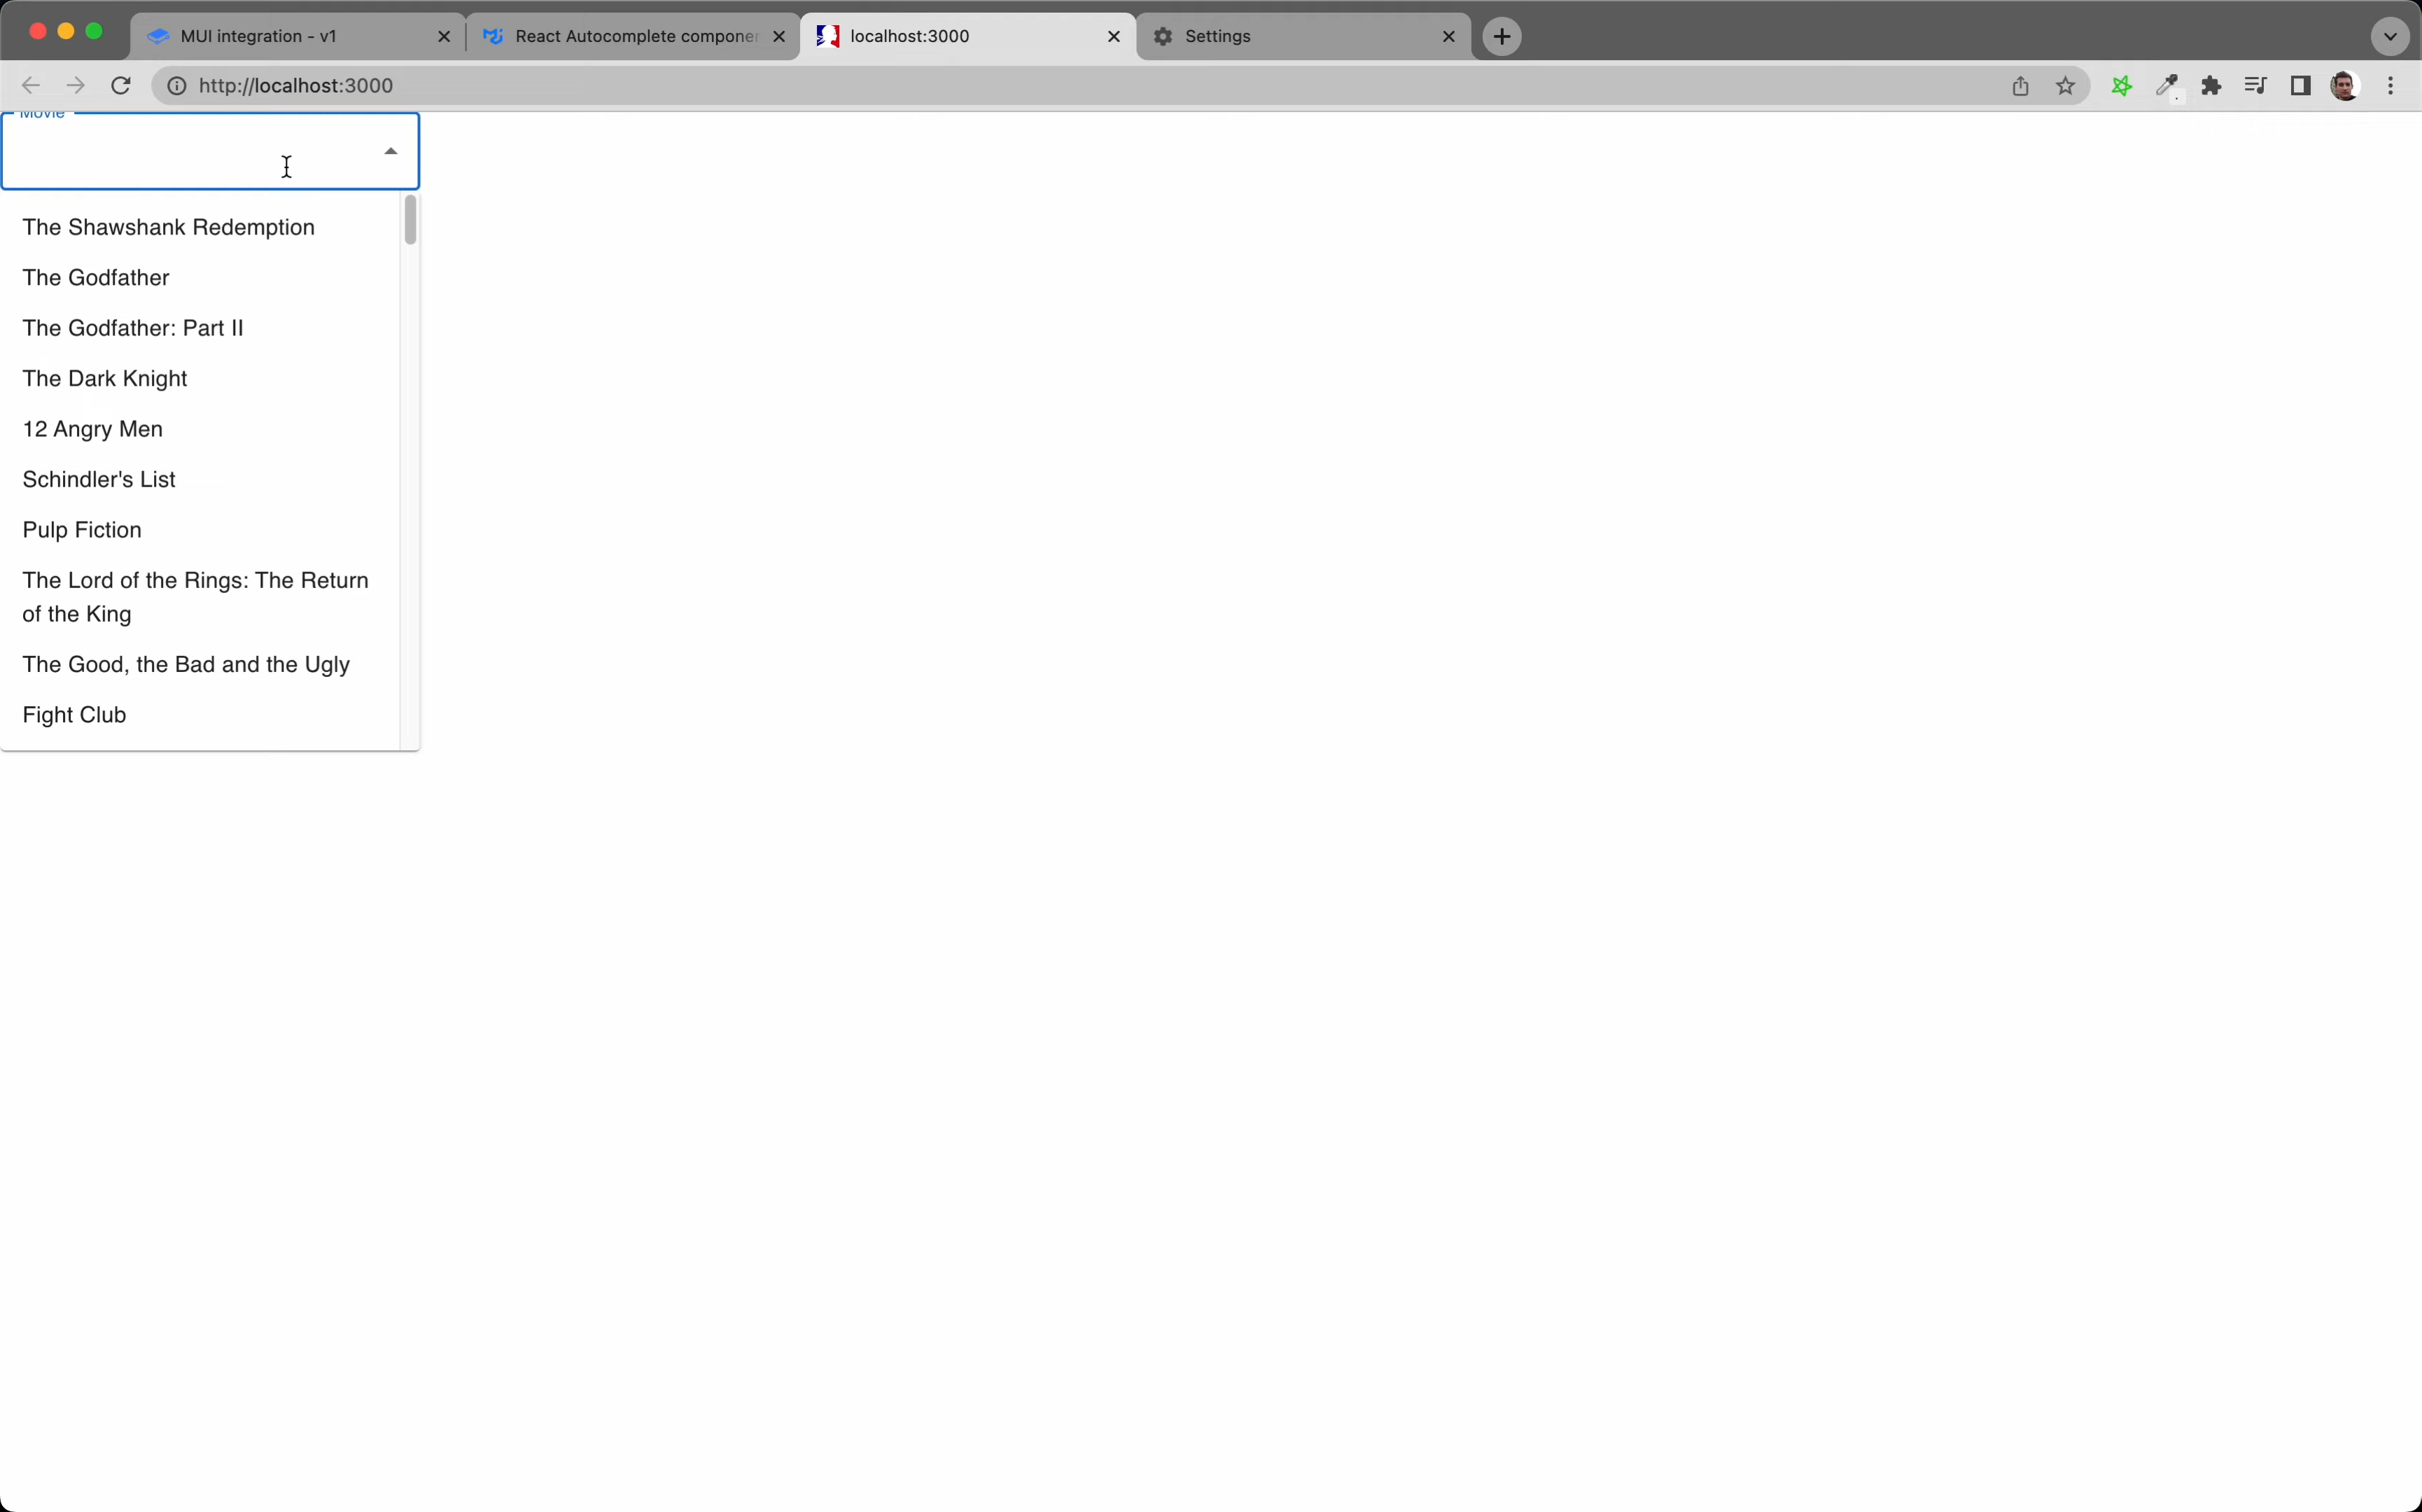 MUI integration - v1
React Autocomplete componen
localhost:3000
Settings
http://localhost:3000
Movie
The Shawshank Redemption
The Godfather
The Godfather: Part II
The Dark Knight
12 Angry Men
Schindler's List
Pulp Fiction
The Lord of the Rings: The Return
of the King
The Good, the Bad and the Ugly
Fight Club